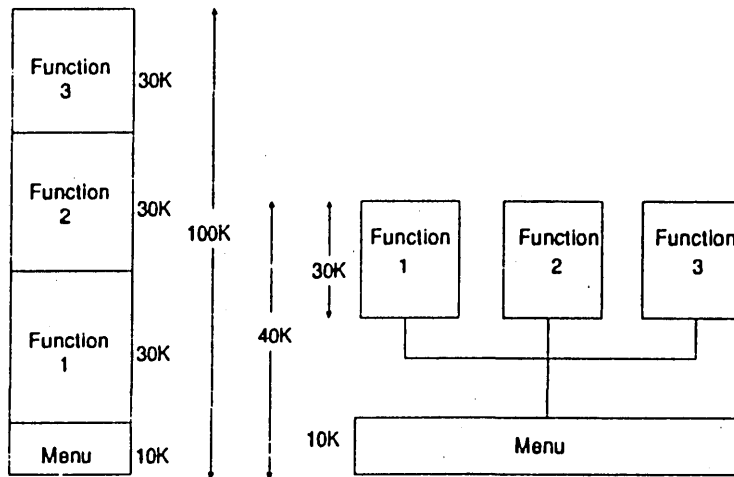 Function
3
30K
Function
2
30K
100K
Function
1
30K
Menu
10K
40K
30K
Function
1
Function
2
Function
3
10K
Menu